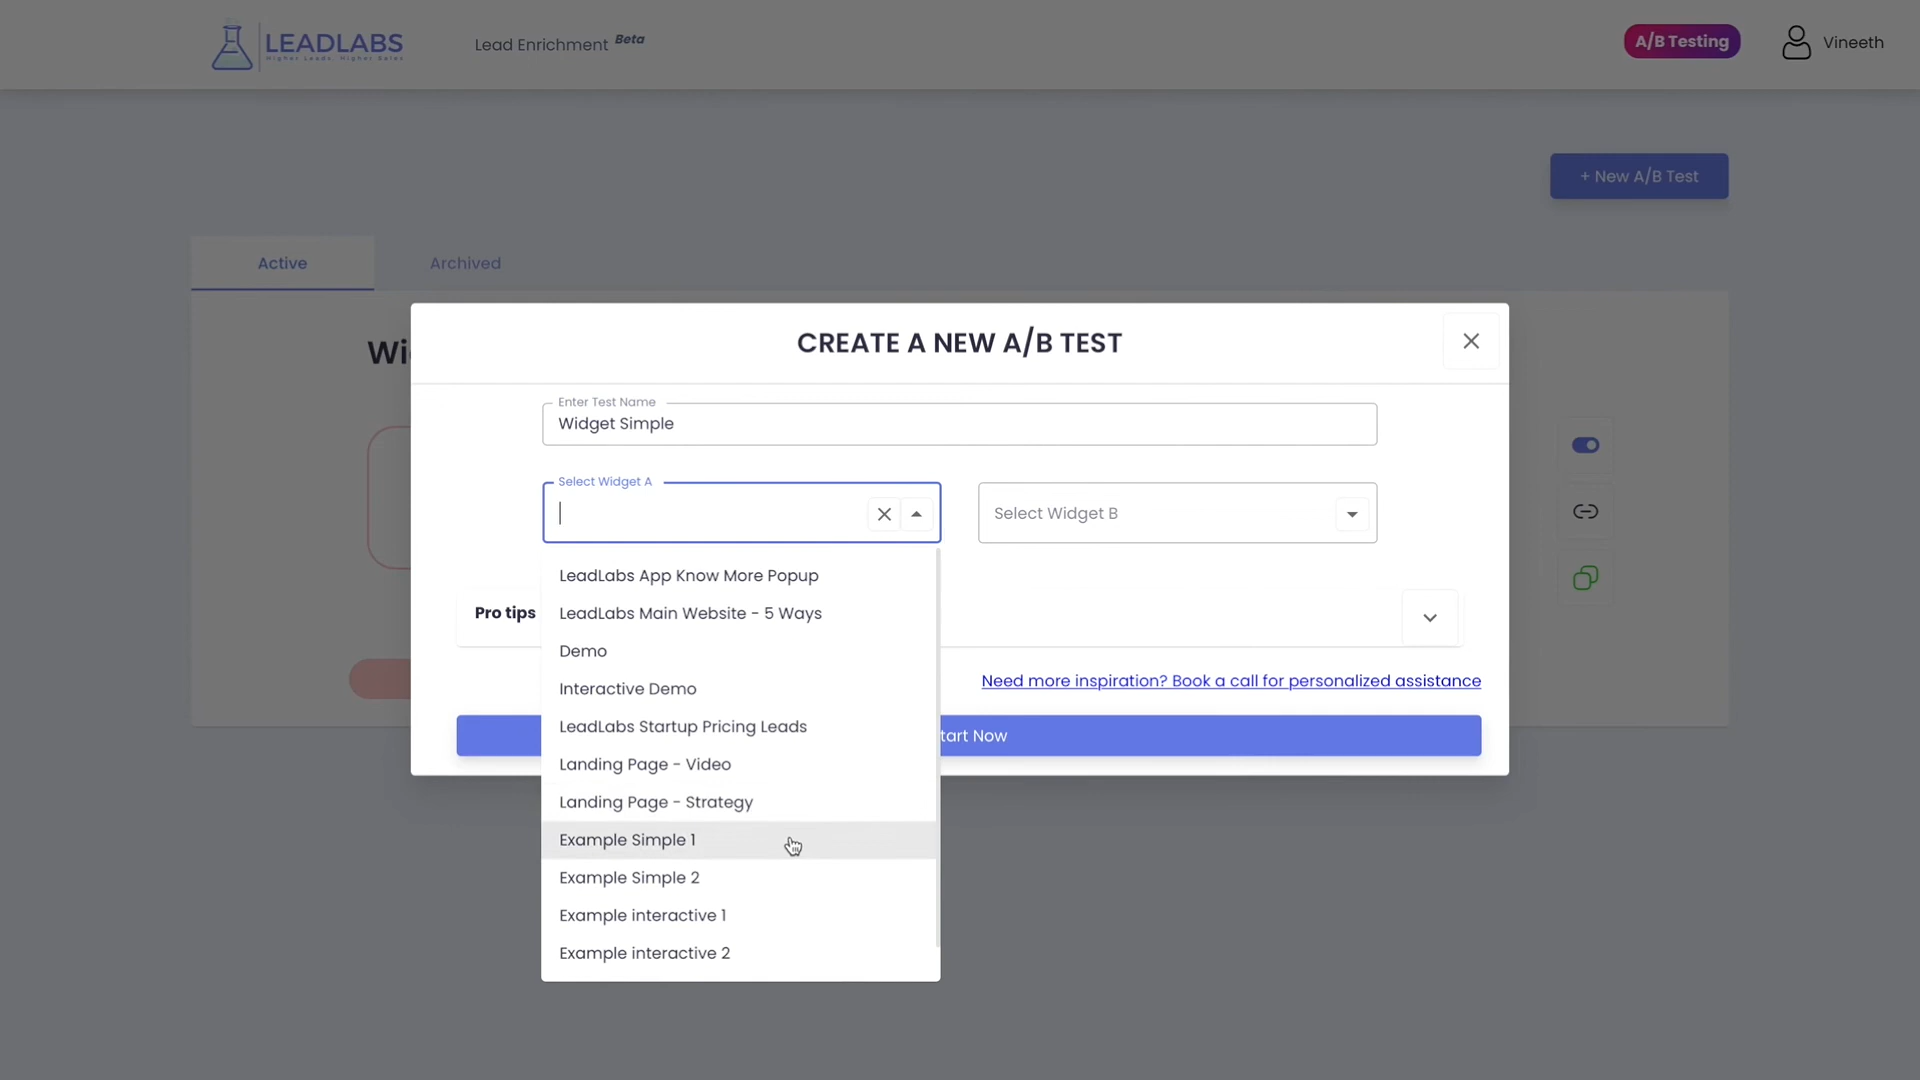 LEADLABS
Higher Leads. Higher Sales
Lead Enrichment Beta
A/B Testing
Vineeth
+ New A/B Test
Active
Archived
Wi
CREATE A NEW A/B TEST
Enter Test Name
Widget Simple
Select Widget A
Select Widget B
LeadLabs App Know More Popup
LeadLabs Main Website - 5 Ways
Pro tips
Demo
Interactive Demo
Need more inspiration? Book a call for personalized assistance
LeadLabs Startup Pricing Leads
tart Now
Landing Page - Video
Landing Page - Strategy
Example Simple 1
Example Simple 2
Example interactive 1
Example interactive 2